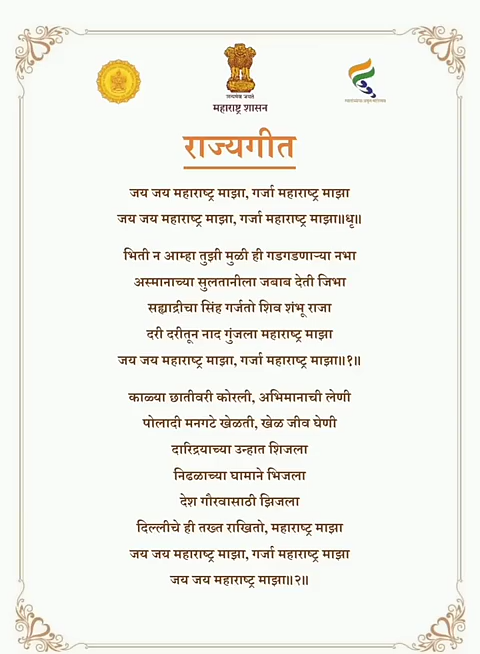 सत्यमेव जयते
महाराष्ट्र शासन
राज्यगीत
जय जय महाराष्ट्र माझा, गर्जा महाराष्ट्र माझा
जय जय महाराष्ट्र माझा, गर्जा महाराष्ट्र माझा॥धृ॥
भिती न आम्हा तुझी मुळी ही गडगडणाऱ्या नभा
अस्मानाच्या सुलतानीला जबाब देती जिभा
सह्याद्रीचा सिंह गर्जतो शिव शंभू राजा
दरी दरीतून नाद गुंजला महाराष्ट्र माझा
जय जय महाराष्ट्र माझा, गर्जा महाराष्ट्र माझा॥१॥
काळ्या छातीवरी कोरली, अभिमानाची लेणी
पोलादी मनगटे खेळती, खेळ जीव घेणी
दारिद्रयाच्या उन्हात शिजला
निढळाच्या घामाने भिजला
देश गौरवासाठी झिजला
दिल्लीचे ही तख्त राखितो, महाराष्ट्र माझा
जय जय महाराष्ट्र माझा, गर्जा महाराष्ट्र माझा
जय जय महाराष्ट्र माझा॥२॥